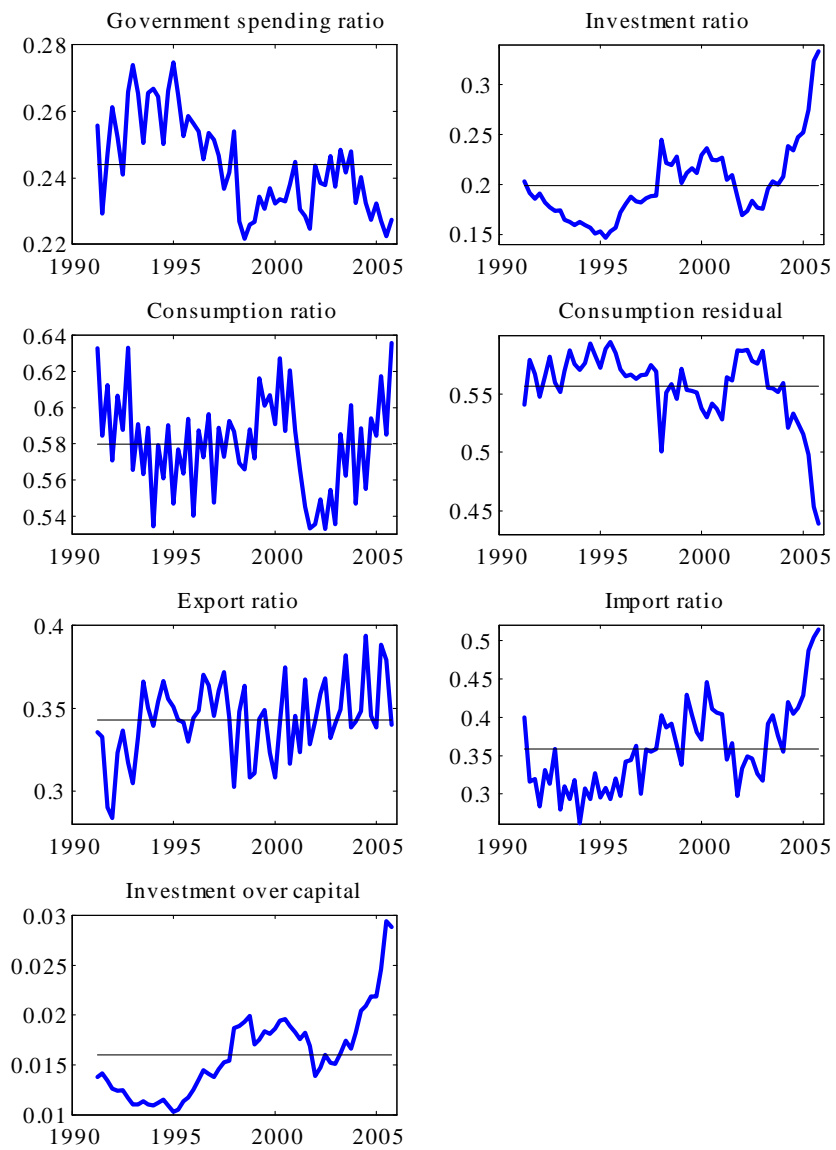 Government spending ratio
0.28
0.26
0.24
0.22
1990 1995 2000 2005
Investment ratio
0.3
0.25
0.2
0.15
1990 1995 2000 2005
Consumption ratio
0.64
0.62
0.6
0.58
0.56
0.54
1990 1995 2000 2005
Consumption residual
0.55
0.5
0.45
1990 1995 2000 2005
Export ratio
0.4
0.35
0.3
1990 1995 2000 2005
Import ratio
0.5
0.45
0.4
0.35
0.3
1990 1995 2000 2005
Investment over capital
0.03
0.025
0.02
0.015
0.01
1990 1995 2000 2005